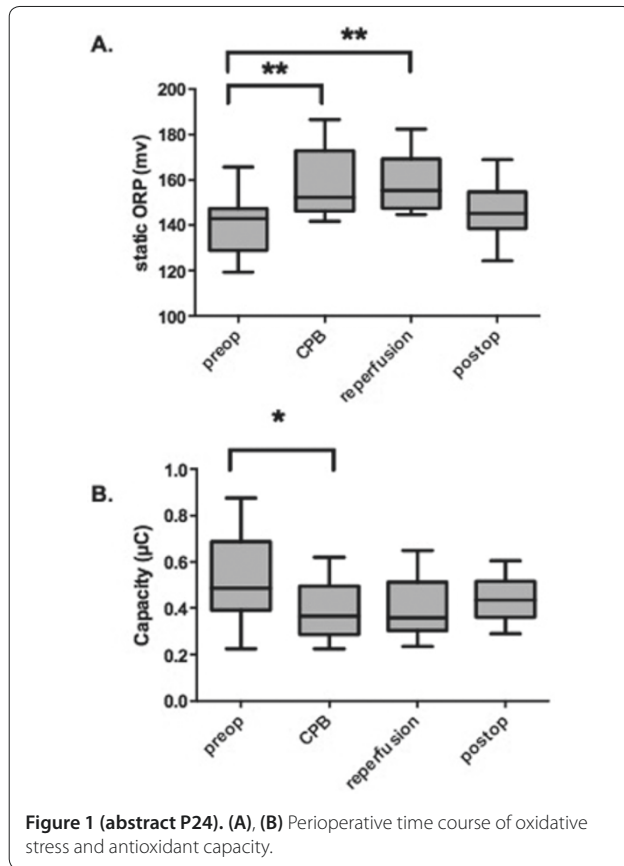 A.
**
**
static ORP (mv)
200
180
160
140
120
100
preop
CPB
reperfusion
postop
B.
*
Capacity (µC)
1.0
0.8
0.6
0.4
0.2
0.0
preop
CPB
reperfusion
postop
Figure 1 (abstract P24). (A), (B) Perioperative time course of oxidative
stress and antioxidant capacity.